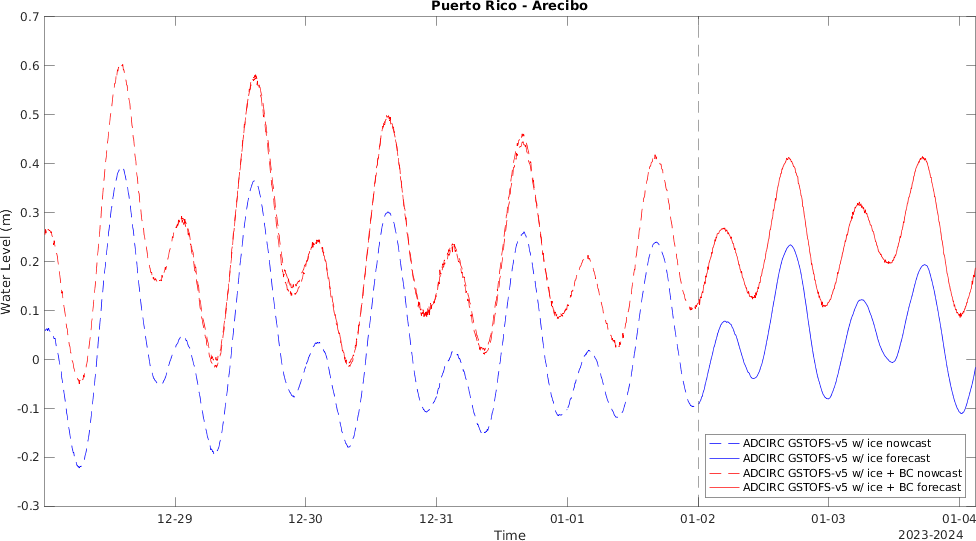 Puerto Rico - Arecibo
0.7
0.6
0.5
0.4
0.3
0.2
0.1
0
-0.1
-0.2
-0.3
Water Level (m)
12-29
12-30
12-31
01-01
01-02
01-03
01-04
Time
2023-2024
ADCIRC GSTOFS-v5 w/ ice nowcast
ADCIRC GSTOFS-v5 w/ ice forecast
ADCIRC GSTOFS-v5 w/ ice + BC nowcast
ADCIRC GSTOFS-v5 w/ ice + BC forecast